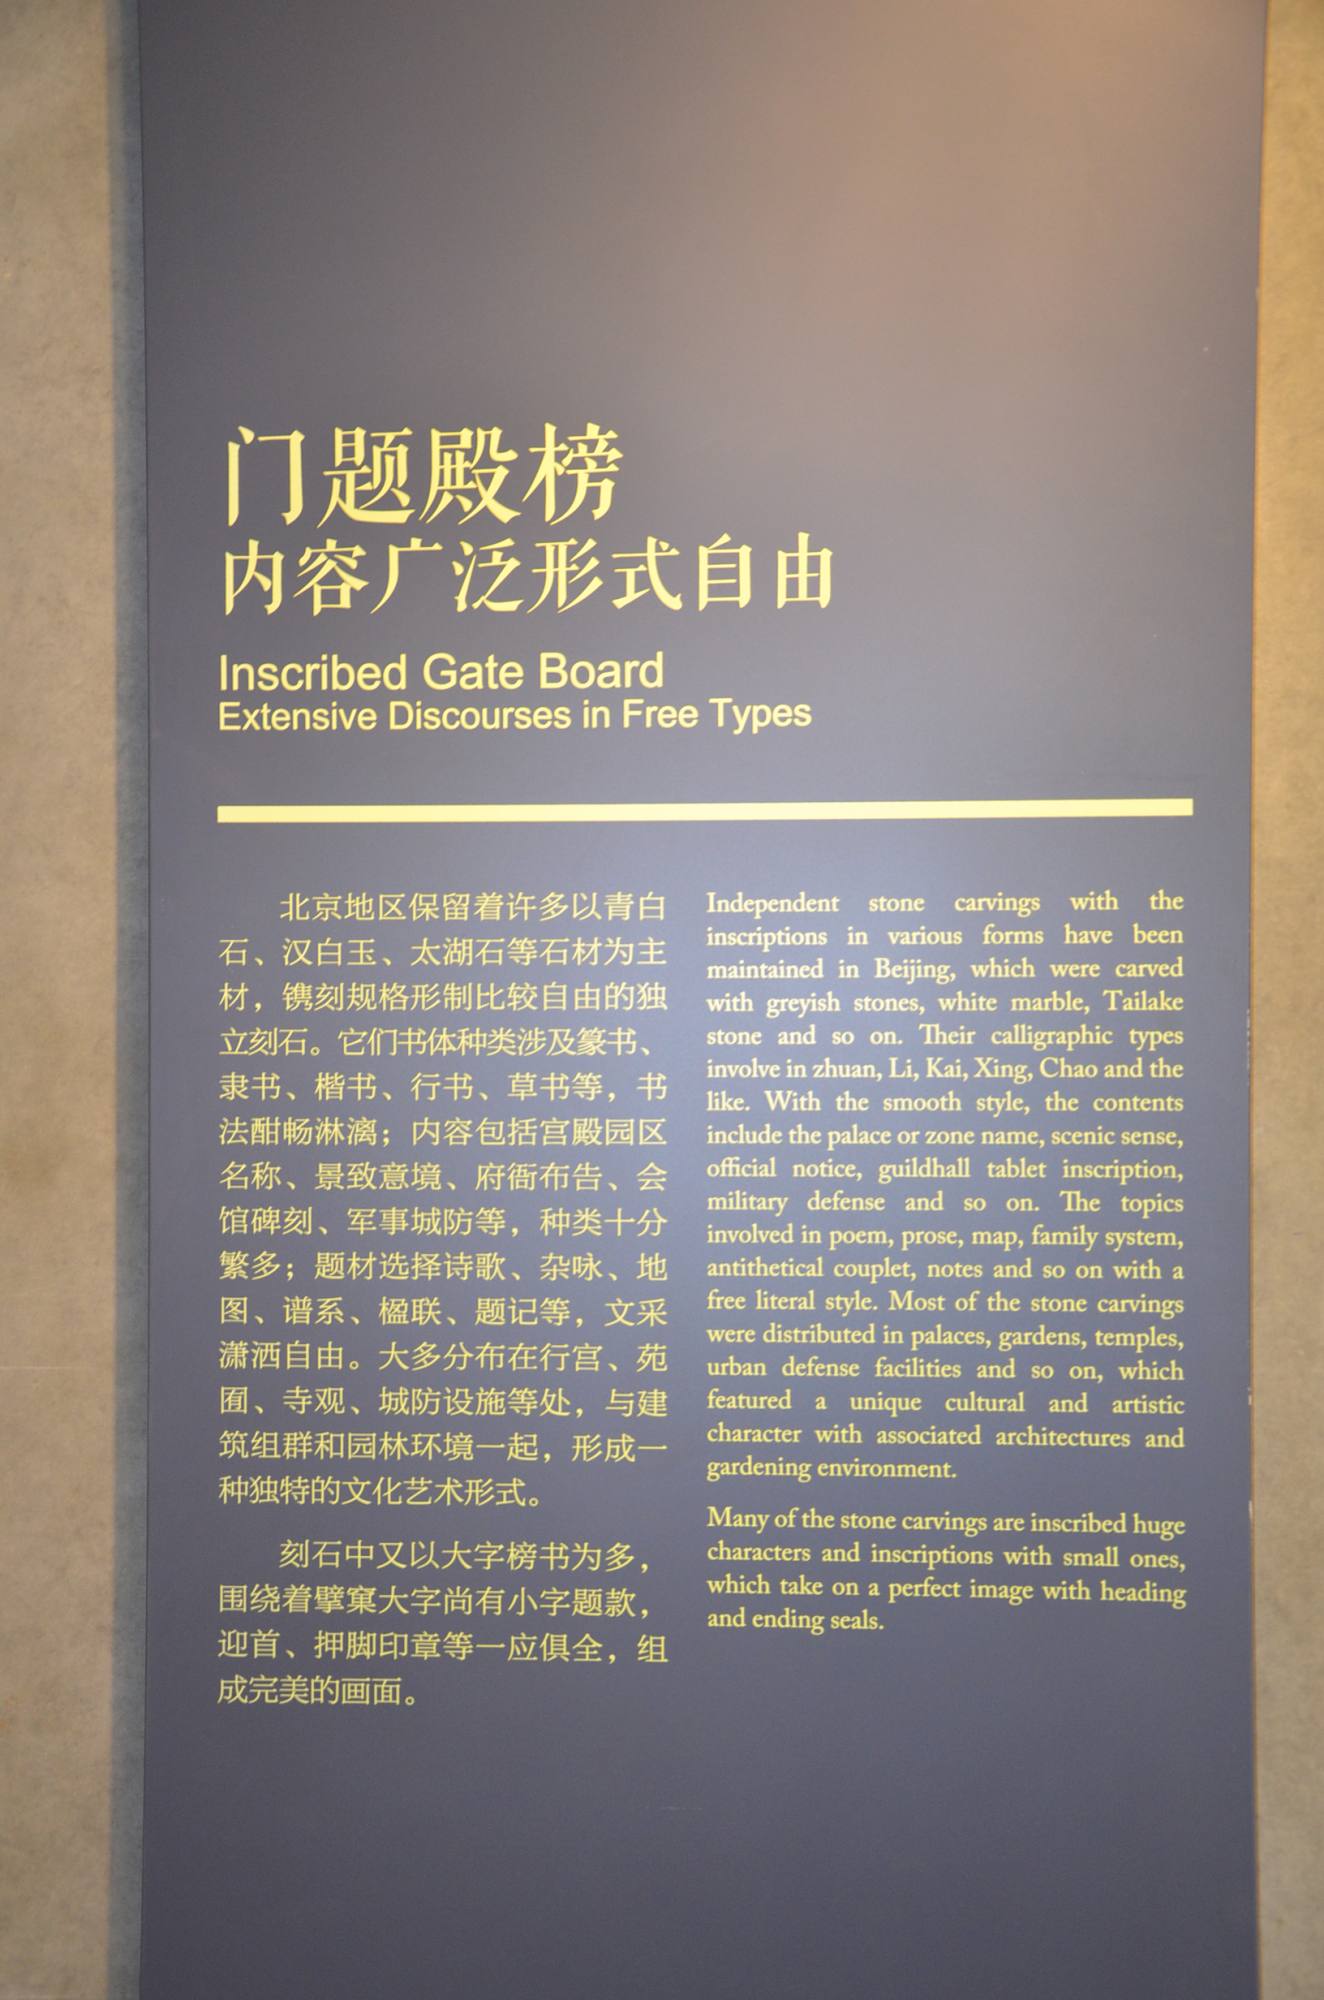 门题殿榜
内容广泛形式自由
Inscribed Gate Board
Extensive Discourses in Free Types
北京地区保留着许多以青白
石、汉白玉、太湖石等石材为主
材，镌刻规格形制比较自由的独
立刻石。它们书体种类涉及篆书、
隶书、楷书、行书、草书等，书
法酣畅淋漓；内容包括宫殿园区
名称、景致意境、府衙布告、会
馆碑刻、军事城防等，种类十分
繁多；题材选择诗歌、杂咏、地
图、谱系、楹联、题记等，文采
潇洒自由。大多分布在行宫、苑
囿、寺观、城防设施等处，与建
筑组群和园林环境一起，形成一
种独特的文化艺术形式。
刻石中又以大字榜书为多，
围绕着擘窠大字尚有小字题款，
迎首、押脚印章等一应俱全，组
成完美的画面。
Independent stone carvings with the
inscriptions in various forms have been
maintained in Beijing, which were carved
with greyish stones, white marble, Tailake
stone and so on. Their calligraphic types
involve in zhuan, Li, Kai, Xing, Chao and the
like. With the smooth style, the contents
include the palace or zone name, scenic sense,
official notice, guildhall tablet inscription,
military defense and so on. The topics
involved in poem, prose, map, family system,
antithetical couplet, notes and so on with a
free literal style. Most of the stone carvings
were distributed in palaces, gardens, temples,
urban defense facilities and so on, which
featured a unique cultural and artistic
character with associated architectures and
gardening environment.
Many of the stone carvings are inscribed huge
characters and inscriptions with small ones,
which take on a perfect image with heading
and ending seals.